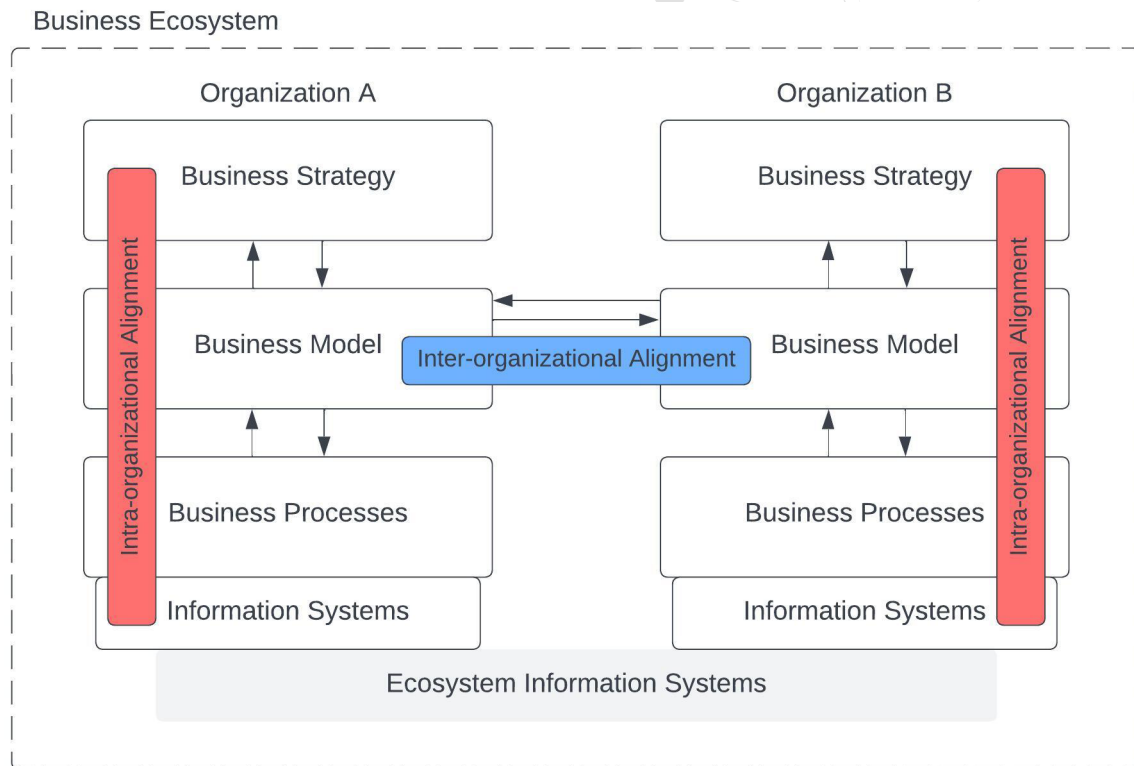 Business Ecosystem
Organization A
Organization B
Business Strategy
Business Strategy
Intra-organizational Alignment
Intra-organizational Alignment
Business Model
Inter-organizational Alignment
Business Model
Business Processes
Business Processes
Information Systems
Information Systems
Ecosystem Information Systems